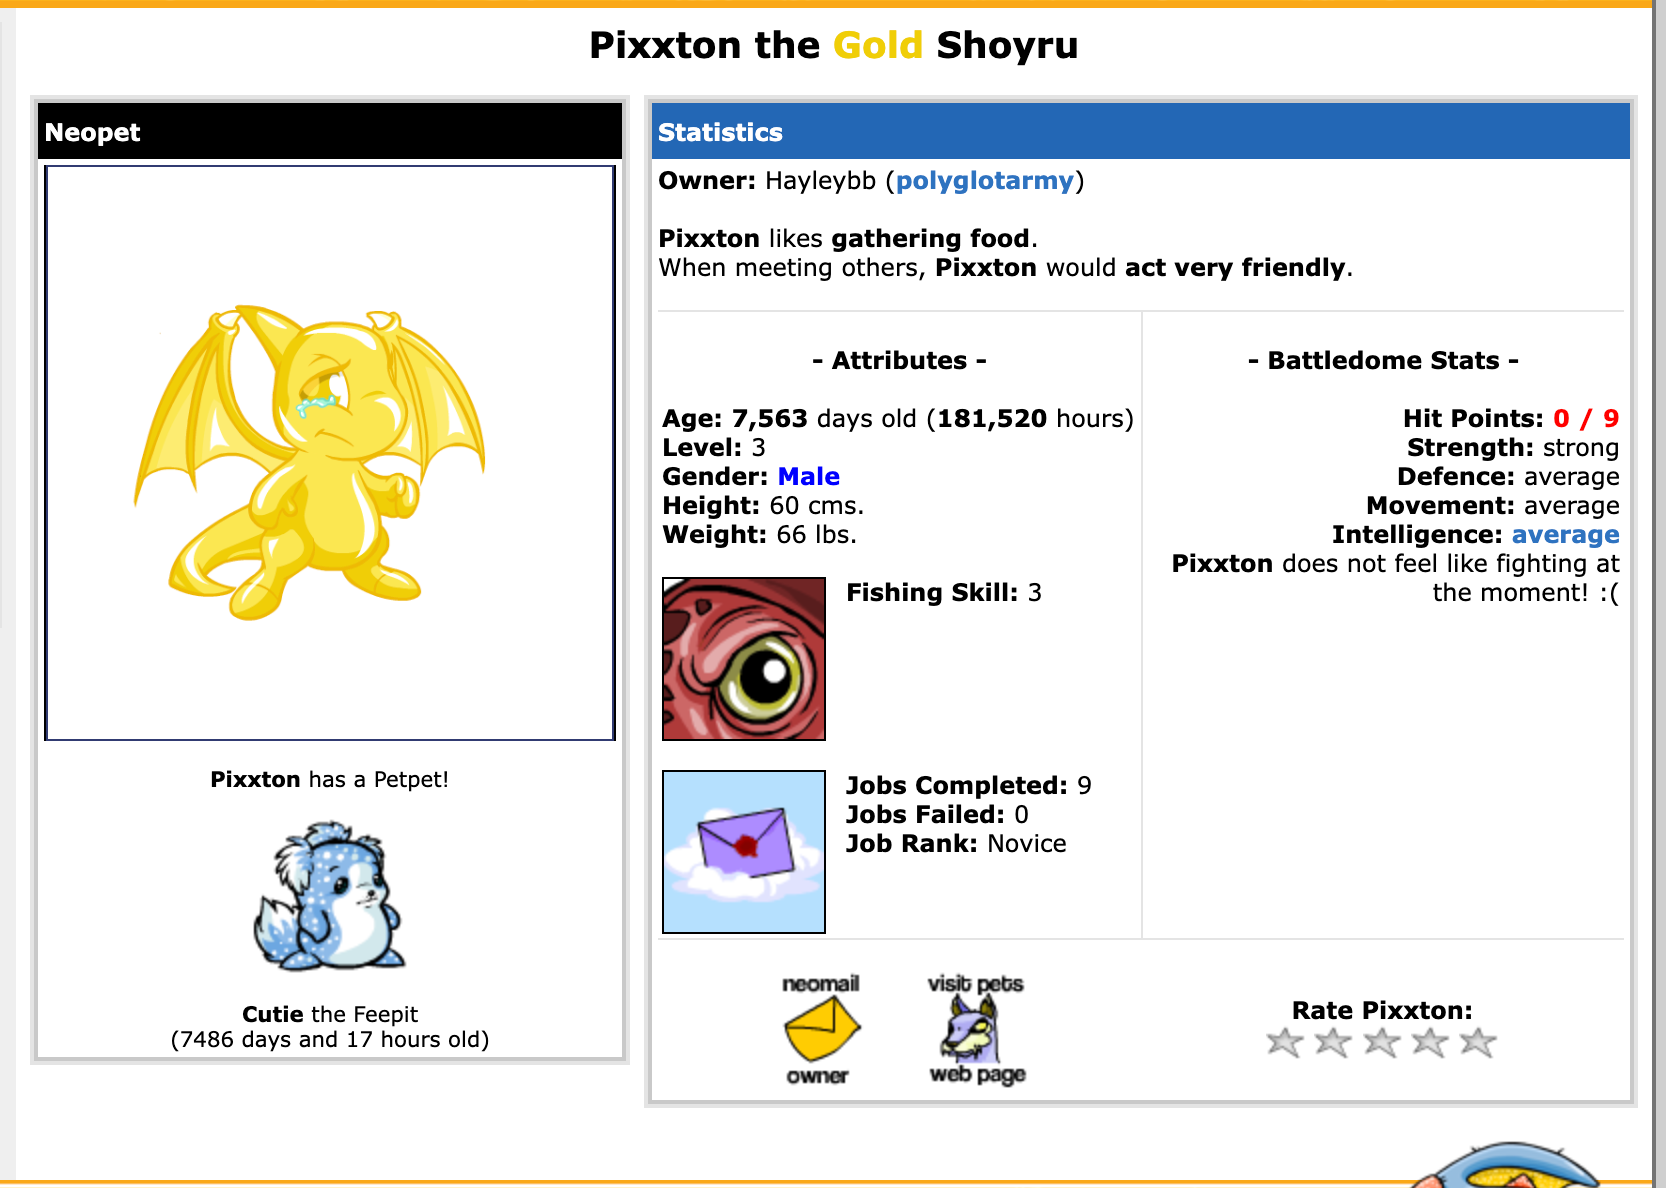 Pixxton the Gold Shoyru
Neopet
Pixxton has a Petpet!
Cutie the Feepit
(7486 days and 17 hours old)
Statistics
Owner: Hayleybb (polyglotarmy)
Pixxton likes gathering food.
When meeting others, Pixxton would act very friendly.
- Attributes -
Age: 7,563 days old (181,520 hours)
Level: 3
Gender: Male
Height: 60 cms.
Weight: 66 lbs.
Fishing Skill: 3
Jobs Completed: 9
Jobs Failed: 0
Job Rank: Novice
- Battledome Stats -
Hit Points: 0 / 9
Strength: strong
Defence: average
Movement: average
Intelligence: average
Pixxton does not feel like fighting at
the moment! :(
neomail
owner
visit pets
web page
Rate Pixxton: